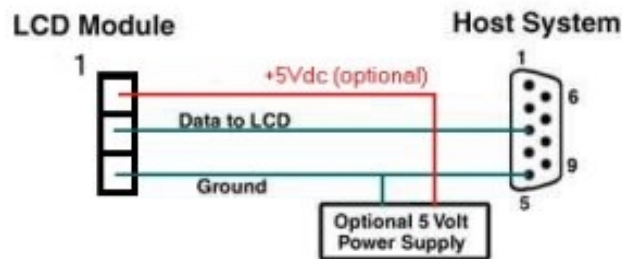 LCD Module
Host System
1
+5Vdc (optional)
1
6
Data to LCD
9
Ground
5
Optional 5 Volt
Power Supply